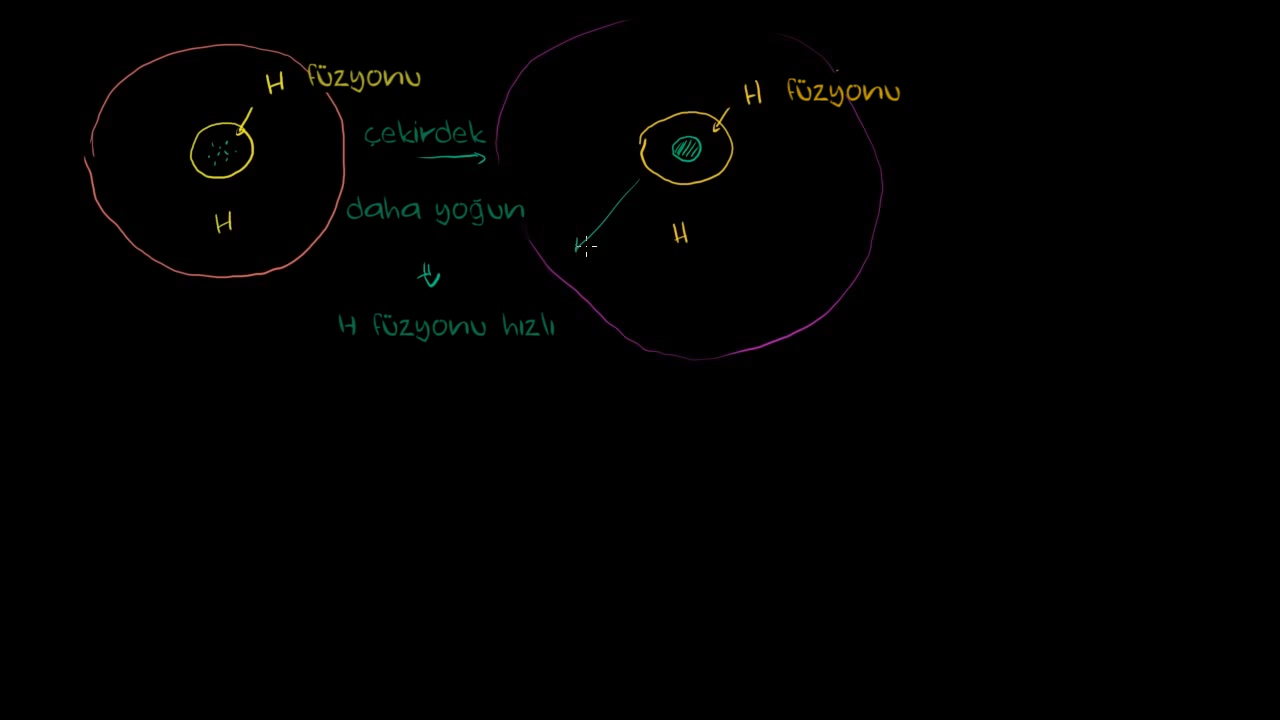 H füzyonu
H
çekirdek
daha yoğun
H füzyonu hızlı
H füzyonu
H